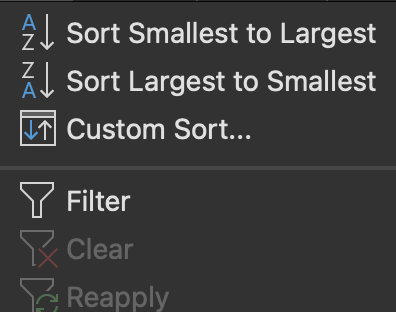 A
Z
Sort Smallest to Largest
Z
A
Sort Largest to Smallest
Custom Sort...
Filter
Clear
Reapply